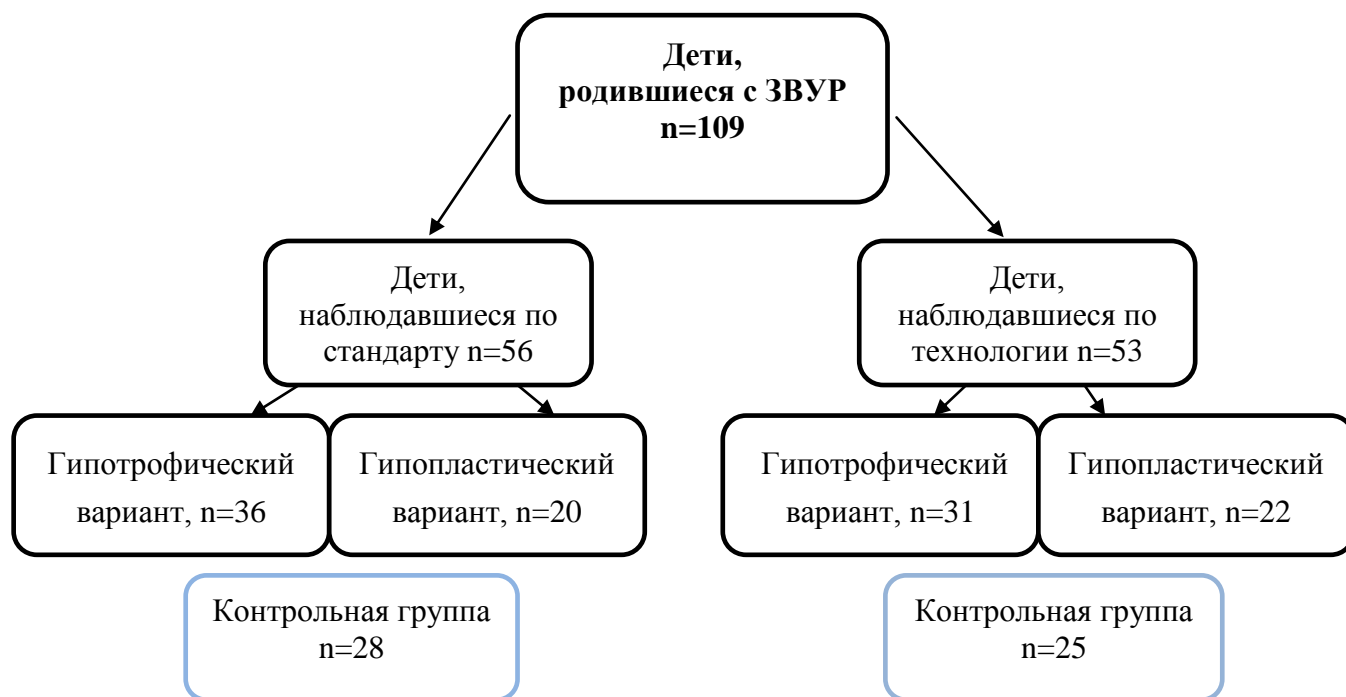 Дети,
родившиеся с ЗВУР
n=109
Дети,
наблюдавшиеся по
стандарту n=56
Дети,
наблюдавшиеся по
технологии n=53
Гипотрофический
вариант, n=36
Гипопластический
вариант, n=20
Гипотрофический
вариант, n=31
Гипопластический
вариант, n=22
Контрольная группа
n=28
Контрольная группа
n=25